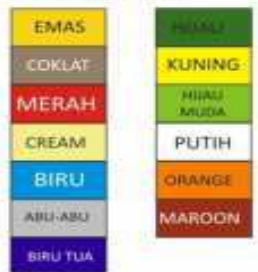 EMAS
COKLAT
MERAH
CREAM
BIRU
ABU-ABU
BIRU TUA
HIJAU
KUNING
HIJAU
MUDA
PUTIH
ORANGE
MAROON